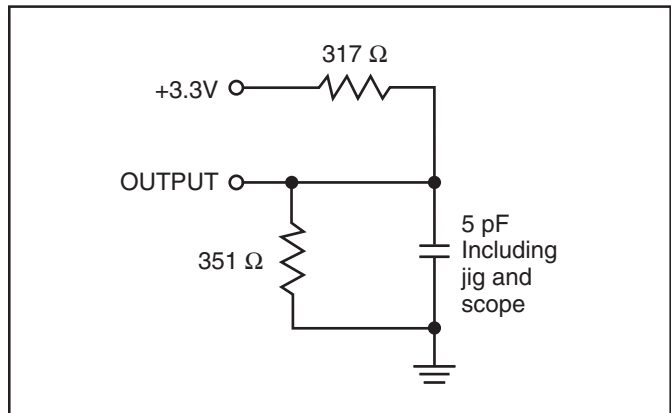 317 Ω
+3.3V
OUTPUT
351 Ω
5 pF
Including
jig and
scope